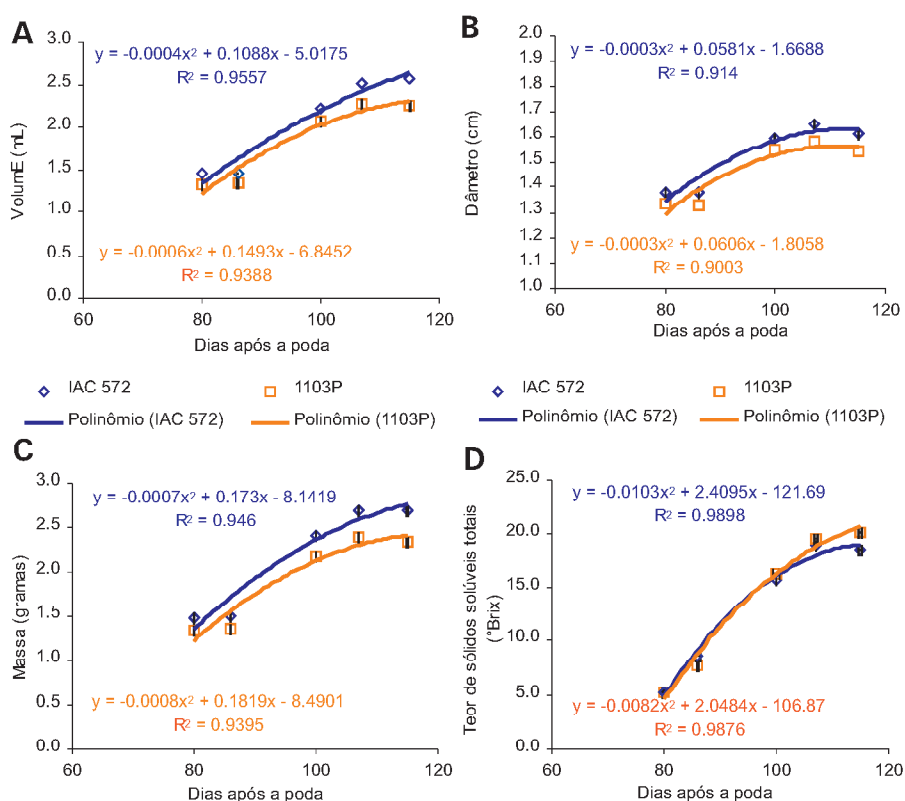 A
B
3.0
2.5
2.0
1.5
1.0
0.5
0.0
VolumE (mL)
y = -0.0004x² + 0.1088x - 5.0175
R² = 0.9557
y = -0.0006x² + 0.1493x - 6.8452
R² = 0.9388
60 80 100 120
Dias após a poda
2.0
1.9
1.8
1.7
1.6
1.5
1.4
1.3
1.2
1.1
1.0
Dâmetro (cm)
y = -0.0003x² + 0.0581x - 1.6688
R² = 0.914
y = -0.0003x² + 0.0606x - 1.8058
R² = 0.9003
60 80 100 120
Dias após a poda
IAC 572 1103P
Polinômio (IAC 572) Polinômio (1103P)
IAC 572 1103P
Polinômio (IAC 572) Polinômio (1103P)
C
D
3.0
2.5
2.0
1.5
1.0
0.5
0.0
Massa (gramas)
y = -0.0007x² + 0.173x - 8.1419
R² = 0.946
y = -0.0008x² + 0.1819x - 8.4901
R² = 0.9395
60 80 100 120
Dias após a poda
25.0
20.0
15.0
10.0
5.0
0.0
Teor de sólidos solúveis totais
(°Brix)
y = -0.0103x² + 2.4095x - 121.69
R² = 0.9898
y = -0.0082x² + 2.0484x - 106.87
R² = 0.9876
60 80 100 120
Dias após a poda